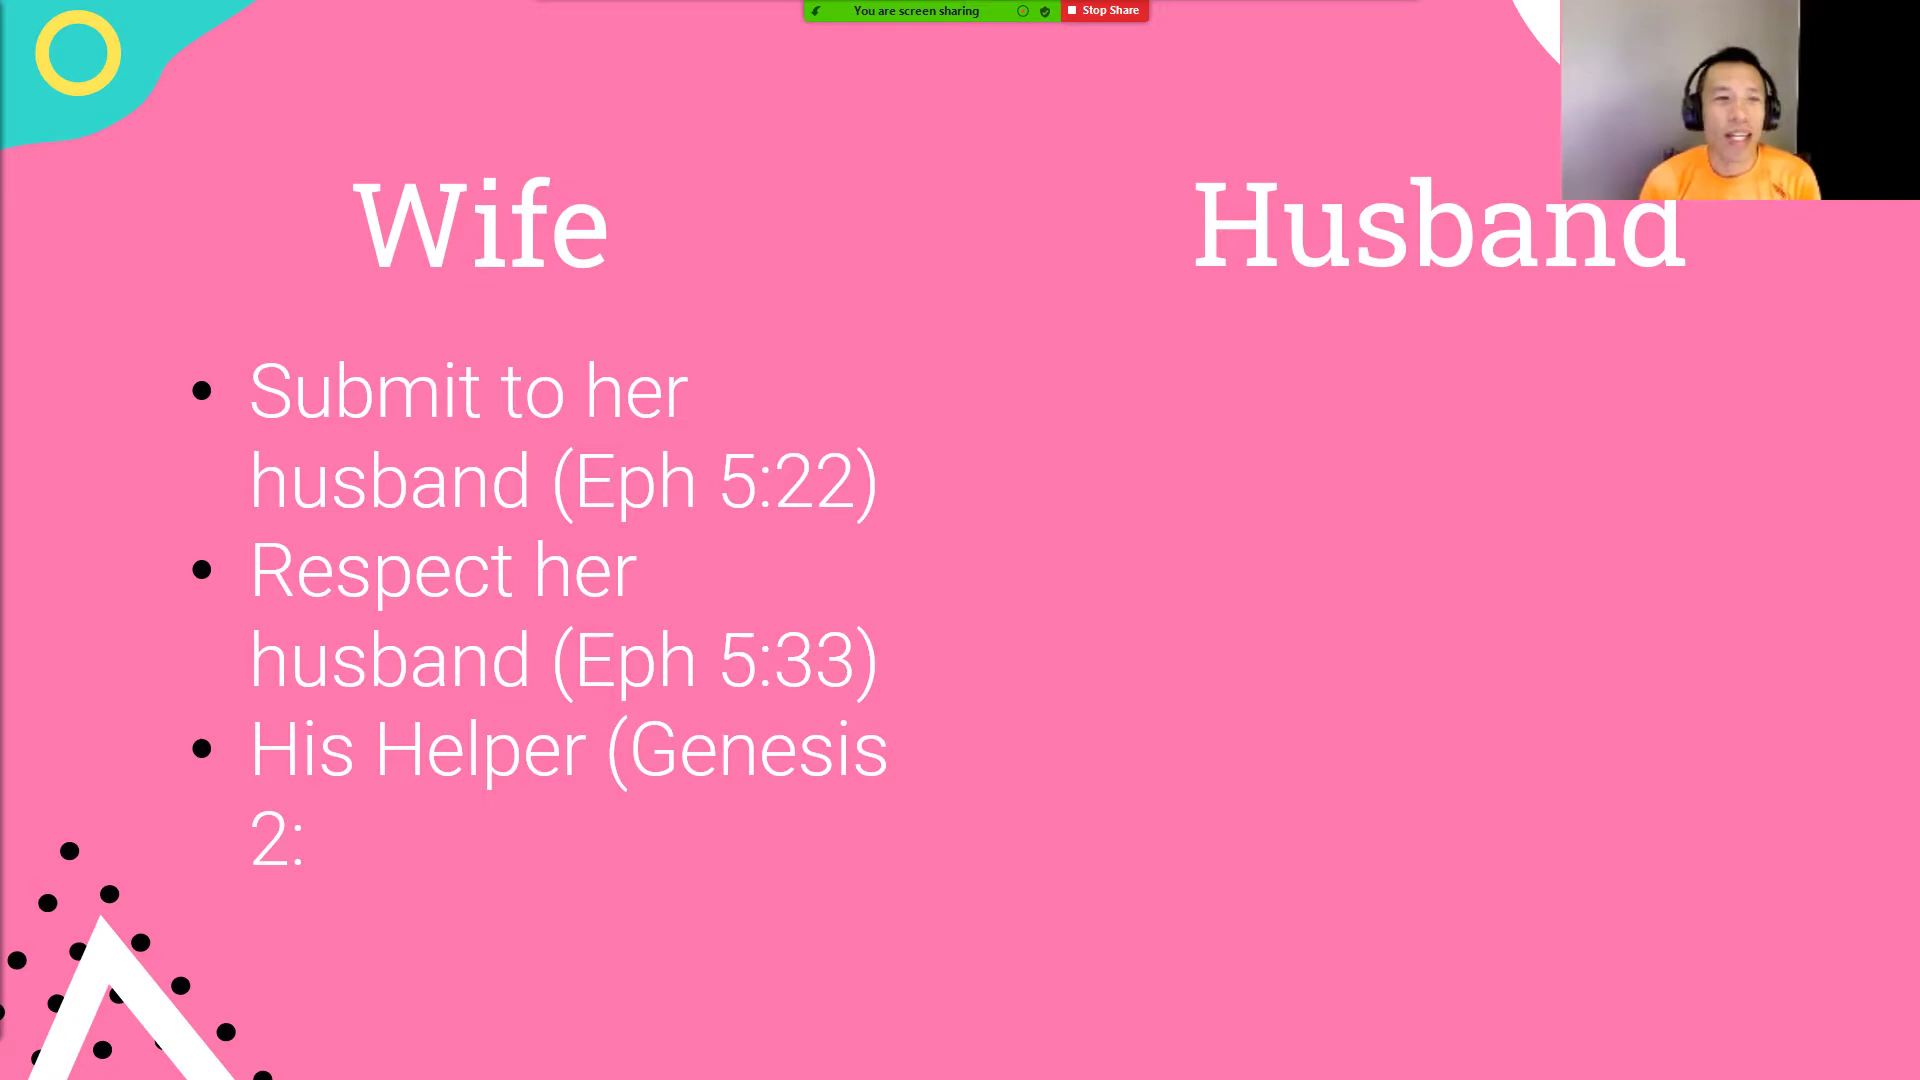 You are screen sharing
Stop Share
Wife
Husband
• Submit to her
husband (Eph 5:22)
• Respect her
husband (Eph 5:33)
• His Helper (Genesis
2: